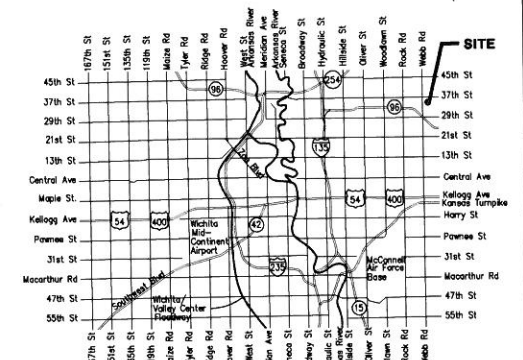 167th St
151st St
135th St
119th St
Maize Rd
Tyler Rd
Ridge Rd
Hoover Rd
West St
Arkansas River
Meridian Ave
Arkansas River
Seneca St
Broadway St
Hydraulic St
Hillside St
Oliver St
Woodlawn St
Rock Rd
Webb Rd
SITE
45th St
37th St
29th St
21st St
13th St
Central Ave
Maple St.
Kellogg Ave
Pawnee St
31st St
Macarthur Rd
47th St
55th St
96
254
96
135
Zoo Blvd
54
400
54
400
42
235
15
Wichita
Mid-
Continent
Airport
Southwest Blvd
Wichita/
Valley Center
Floodway
McConnell
Air Force
Base
45th St
37th St
29th St
21st St
13th St
Central Ave
Kellogg Ave
Kansas Turnpike
Harry St
Pawnee St
31st St
Macarthur Rd
47th St
55th St